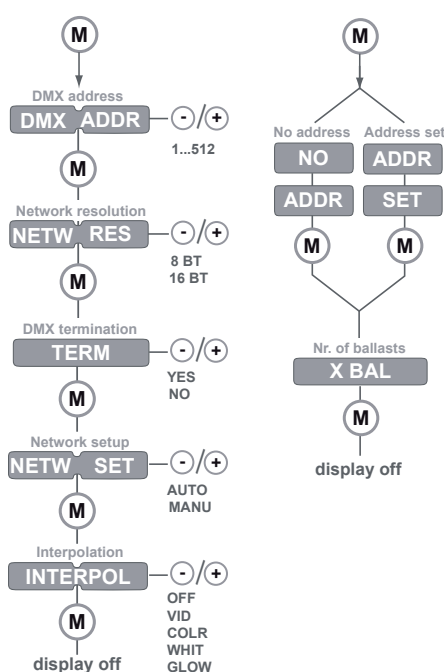 M
DMX address
DMX ADDR
-/+
1...512
M
Network resolution
NETW RES
-/+
8 BT
16 BT
M
DMX termination
TERM
-/+
YES
NO
M
Network setup
NETW SET
-/+
AUTO
MANU
M
Interpolation
INTERPOL
-/+
OFF
VID
COLR
WHIT
GLOW
M
display off
M
No address
NO
ADDR
M
Address set
ADDR
SET
M
Nr. of ballasts
X BAL
M
display off